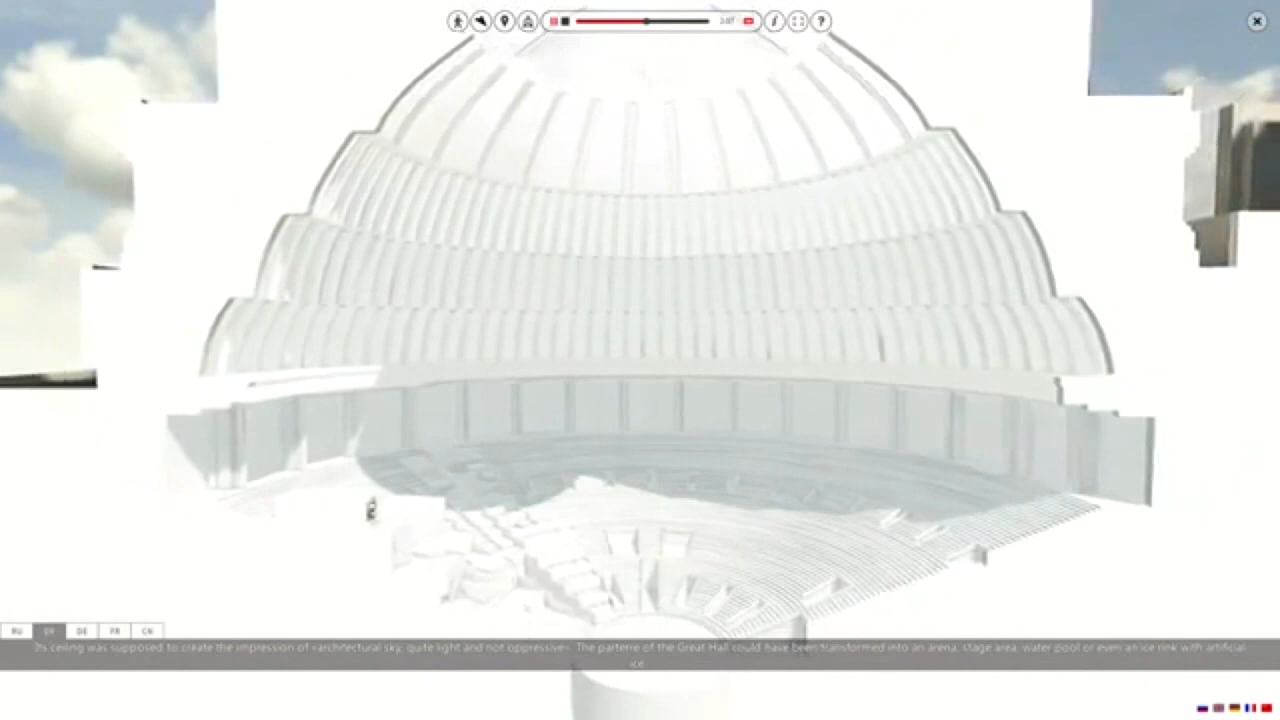 RU EN DE FR CN
Its ceiling was supposed to create the impression of «architectural sky, quite light and not oppressive». The parterre of the Great Hall could have been transformed into an arena, stage area, water pool or even an ice rink with artificial
ice